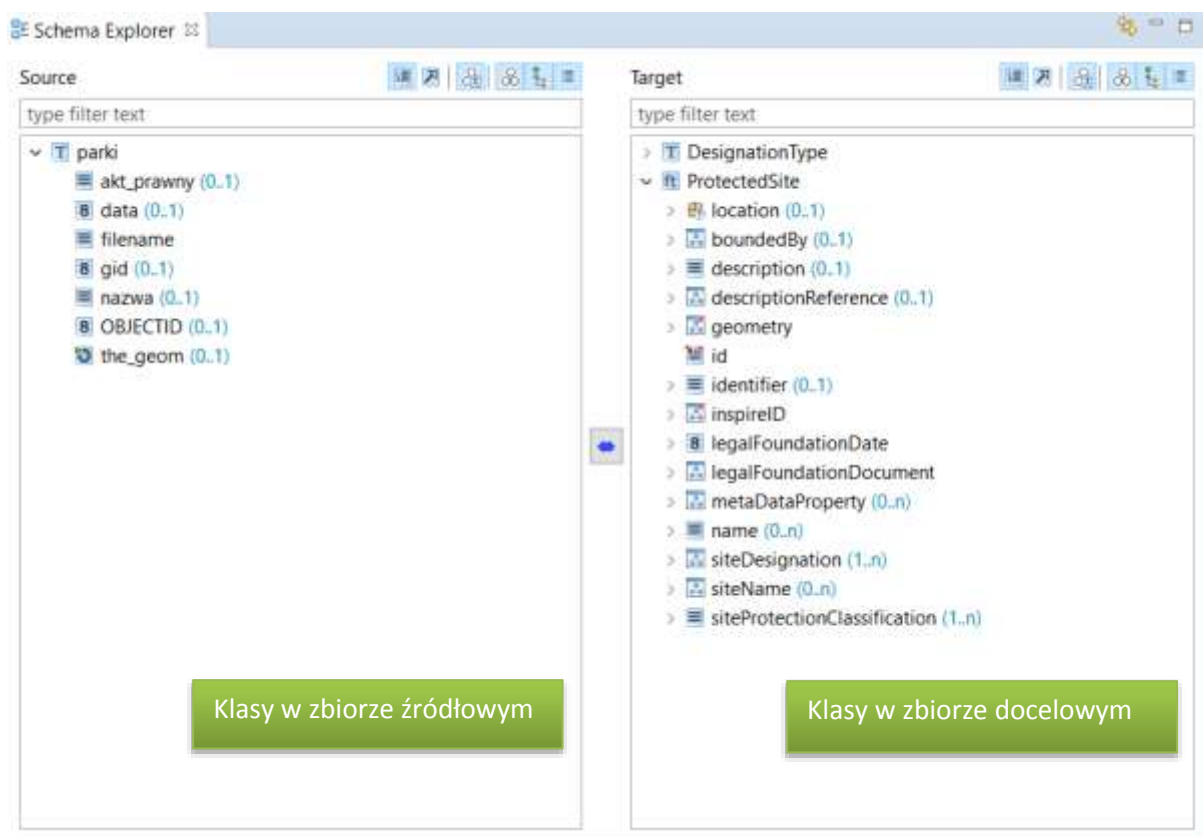 Schema Explorer
Source
Target
type filter text
type filter text
parki
akt_prawny (0..1)
data (0..1)
filename
gid (0..1)
nazwa (0..1)
OBJECTID (0..1)
the_geom (0..1)
DesignationType
ProtectedSite
location (0..1)
boundedBy (0..1)
description (0..1)
descriptionReference (0..1)
geometry
id
identifier (0..1)
inspireID
legalFoundationDate
legalFoundationDocument
metaDataProperty (0..n)
name (0..n)
siteDesignation (1..n)
siteName (0..n)
siteProtectionClassification (1..n)
Klasy w zbiorze źródłowym
Klasy w zbiorze docelowym